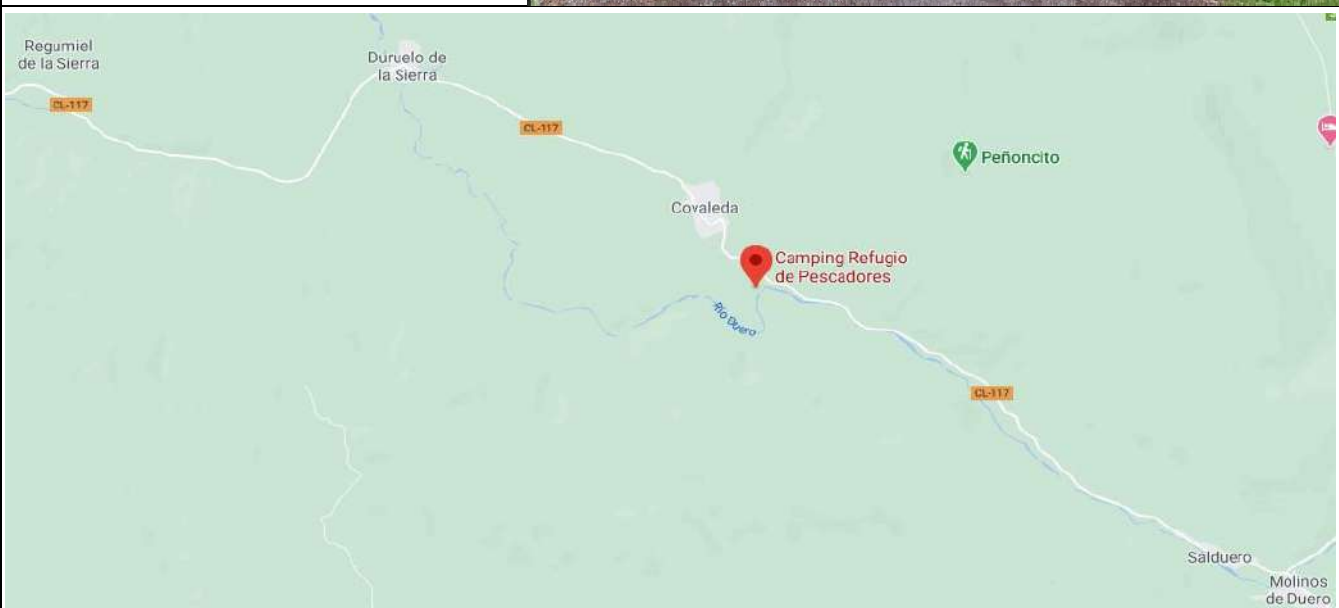 Regumiel
de la Sierra
Duruelo de
la Sierra
CL-117
CL-117
Peñoncito
Covaleda
Camping Refugio
de Pescadores
Río Duero
CL-117
Salduero
Molinos
de Duero